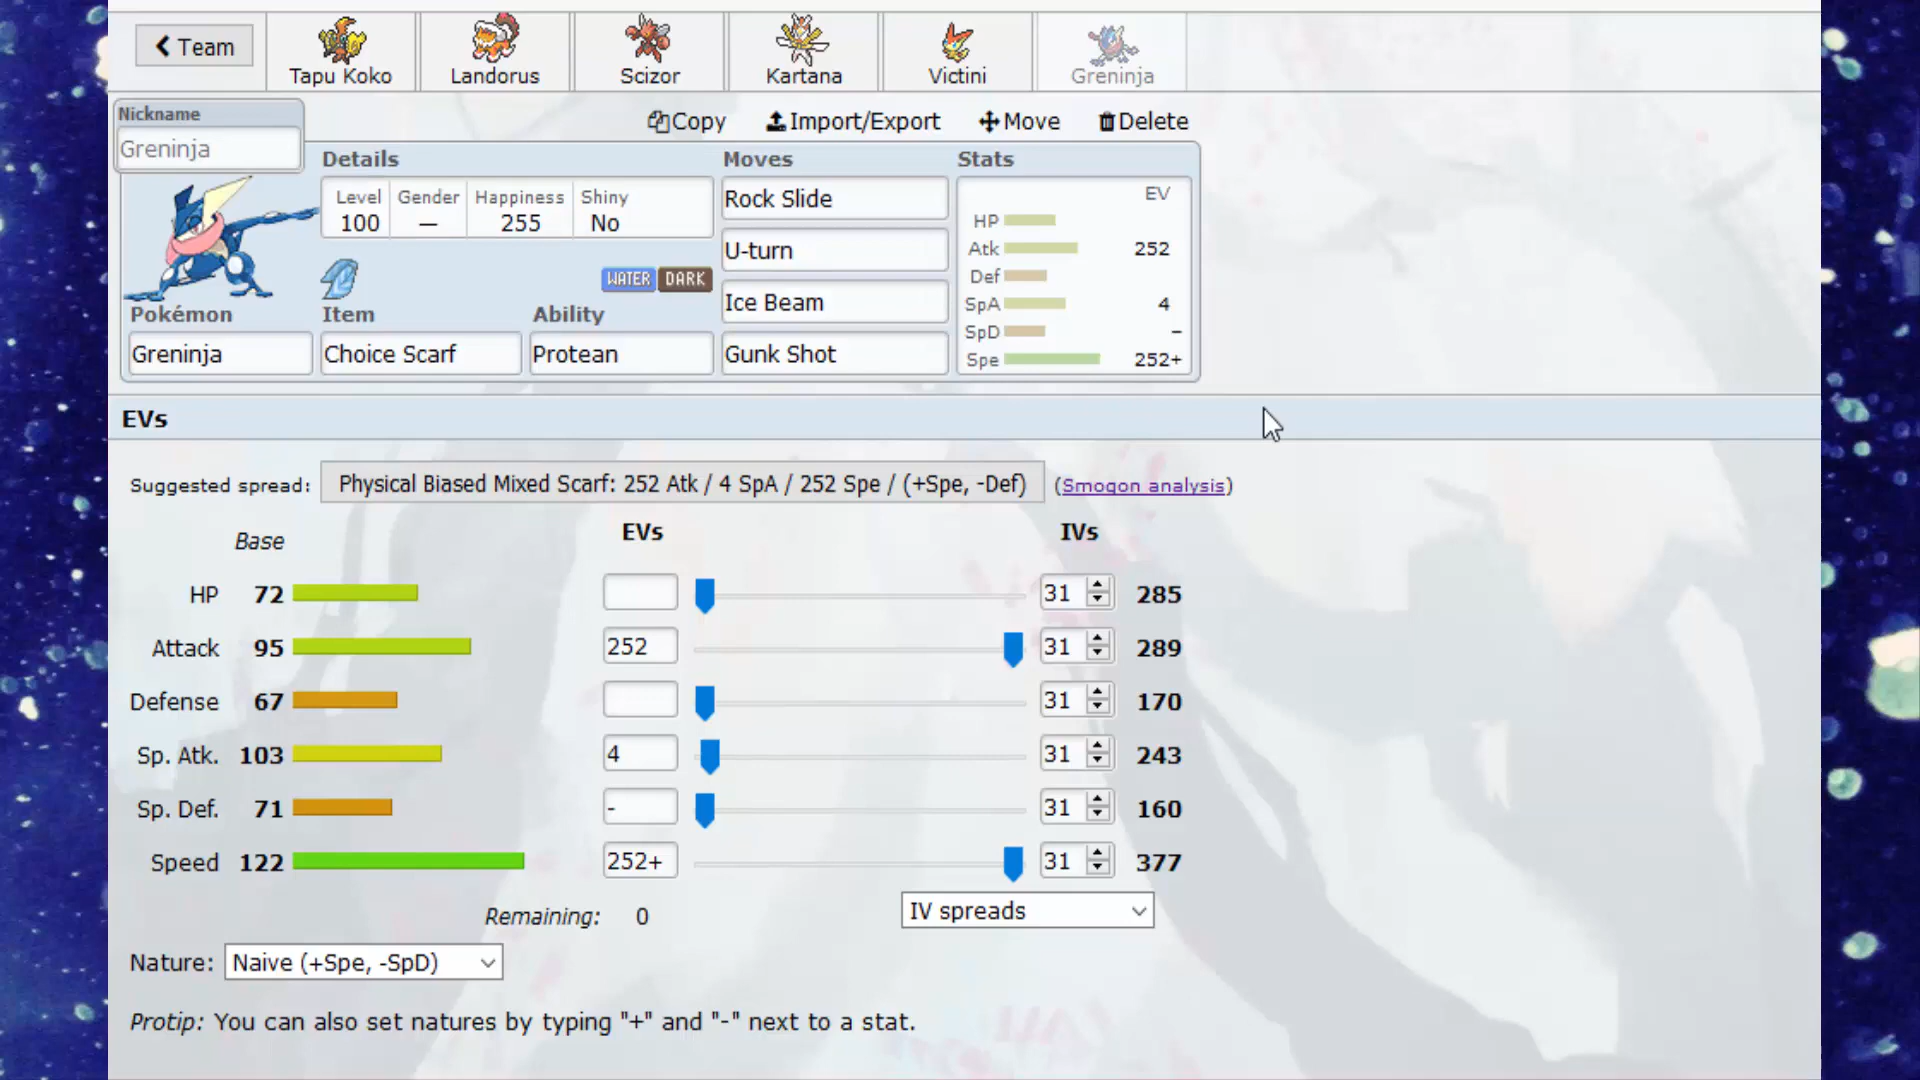 Team
Tapu Koko
Landorus
Scizor
Kartana
Victini
Greninja
Nickname
Greninja
Copy
Import/Export
Move
Delete
Details
Moves
Stats
Level
Gender
Happiness
Shiny
100
—
255
No
WATER
DARK
Pokémon
Item
Ability
Greninja
Choice Scarf
Protean
Rock Slide
U-turn
Ice Beam
Gunk Shot
EV
HP
Atk 252
Def
SpA 4
SpD –
Spe 252+
EVs
Suggested spread: Physical Biased Mixed Scarf: 252 Atk / 4 SpA / 252 Spe / (+Spe, -Def) (Smogon analysis)
Base EVs IVs
HP 72 31 285
Attack 95 252 31 289
Defense 67 31 170
Sp. Atk. 103 4 31 243
Sp. Def. 71 - 31 160
Speed 122 252+ 31 377
Remaining: 0
IV spreads
Nature: Naive (+Spe, -SpD)
Protip: You can also set natures by typing "+" and "-" next to a stat.